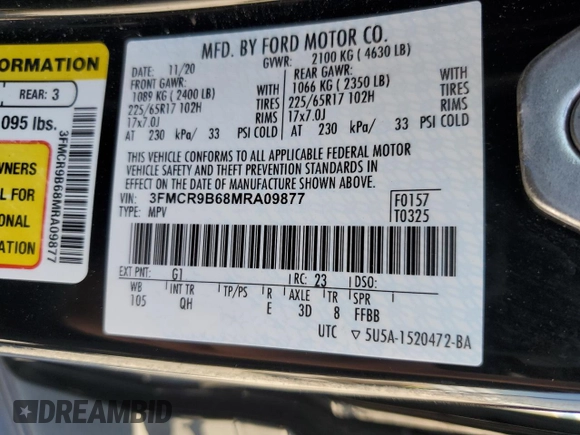 ORMATION
REAR: 3
095 lbs.
WNERS
L FOR
ONAL
TION
3FMCR9B68MRA09877
MFD. BY FORD MOTOR CO.
DATE: 11/20 GVWR: 2100 KG ( 4630 LB)
FRONT GAWR: REAR GAWR:
1089 KG ( 2400 LB) WITH 1066 KG ( 2350 LB) WITH
225/65R17 102H TIRES 225/65R17 102H TIRES
17x7.0J RIMS 17x7.0J RIMS
AT 230 kPa/ 33 PSI COLD AT 230 kPa/ 33 PSI COLD
THIS VEHICLE CONFORMS TO ALL APPLICABLE FEDERAL MOTOR
VEHICLE SAFETY AND THEFT PREVENTION STANDARDS IN
EFFECT ON THE DATE OF MANUFACTURE SHOWN ABOVE.
VIN: 3FMCR9B68MRA09877 F0157
TYPE: MPV T0325
EXT PNT: G1 RC: 23 DSO:
WB INT TR TP/PS R AXLE TR SPR
105 QH E 3D 8 FFBB
UTC ▽ 5U5A-1520472-BA
DREAMBID